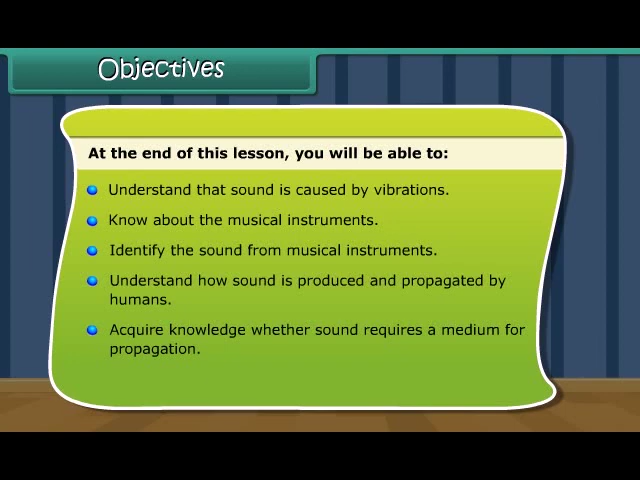 Objectives
At the end of this lesson, you will be able to:
Understand that sound is caused by vibrations.
Know about the musical instruments.
Identify the sound from musical instruments.
Understand how sound is produced and propagated by
humans.
Acquire knowledge whether sound requires a medium for
propagation.